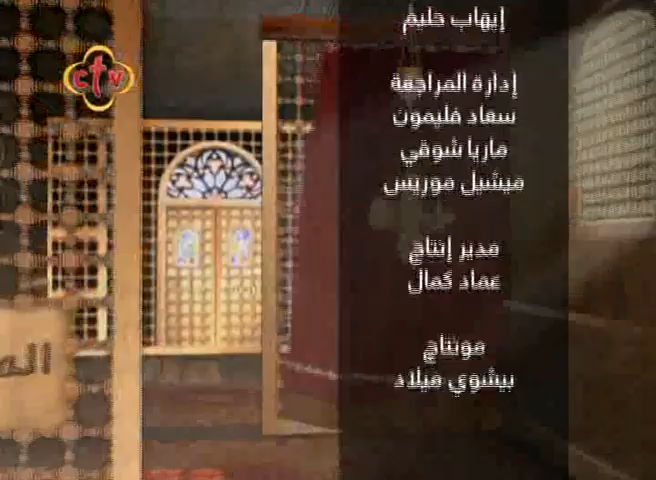 ctv
إيهاب حليم
إدارة المراجعة
سعاد فليمون
ماريا شوقي
ميشيل موريس
مدير إنتاج
عماد كمال
مونتاج
بيشوي ميلاد